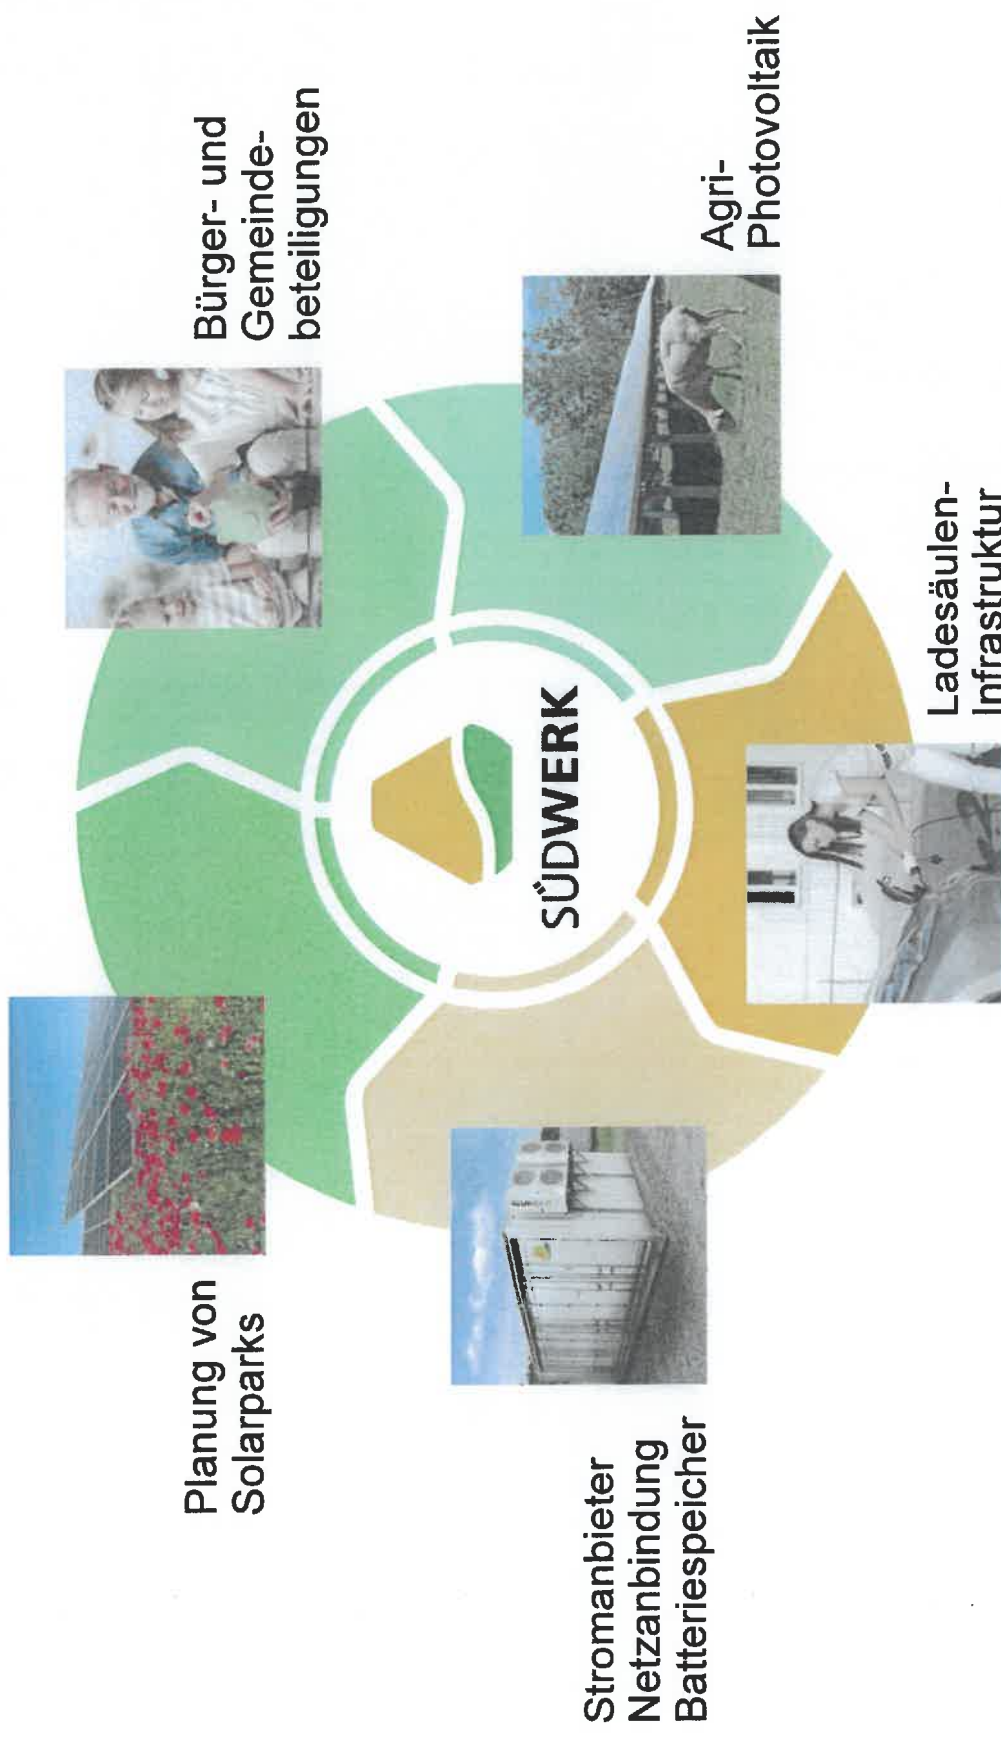 Planung von
Solarparks
Bürger- und
Gemeinde-
beteiligungen
Stromanbieter
Netzanbindung
Batteriespeicher
SÜDWERK
Agri-
Photovoltaik
Ladesäulen-
Infrastruktur